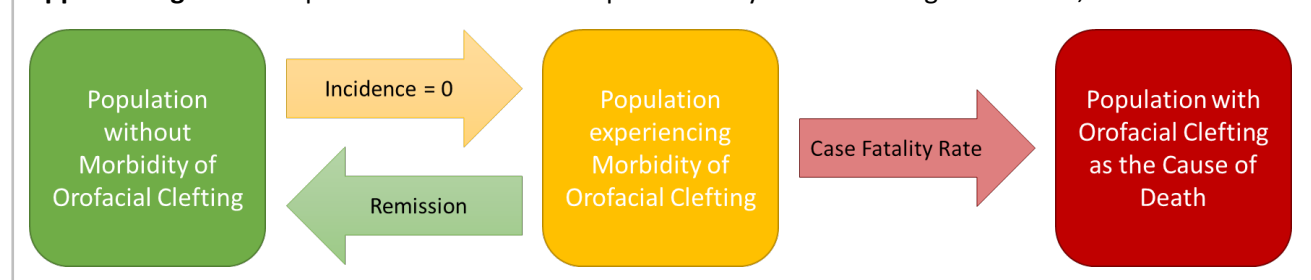 Population
without
Morbidity of
Orofacial Clefting
Incidence = 0
Remission
Population
experiencing
Morbidity of
Orofacial Clefting
Case Fatality Rate
Population with
Orofacial Clefting
as the Cause of
Death